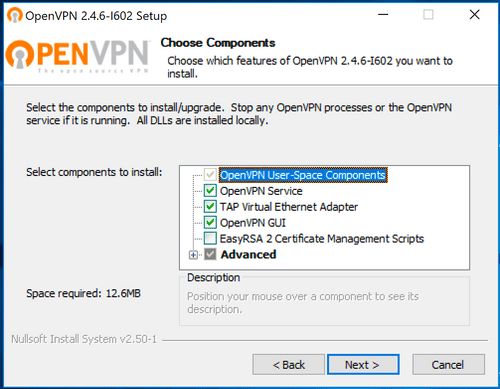 OpenVPN 2.4.6-I602 Setup
OPENVPN
The open source VPN
Choose Components
Choose which features of OpenVPN 2.4.6-I602 you want to
install.
Select the components to install/upgrade. Stop any OpenVPN processes or the OpenVPN
service if it is running. All DLLs are installed locally.
Select components to install:
OpenVPN User-Space Components
OpenVPN Service
TAP Virtual Ethernet Adapter
OpenVPN GUI
EasyRSA 2 Certificate Management Scripts
Advanced
Space required: 12.6MB
Description
Position your mouse over a component to see its
description.
Nullsoft Install System v2.50-1
< Back
Next >
Cancel